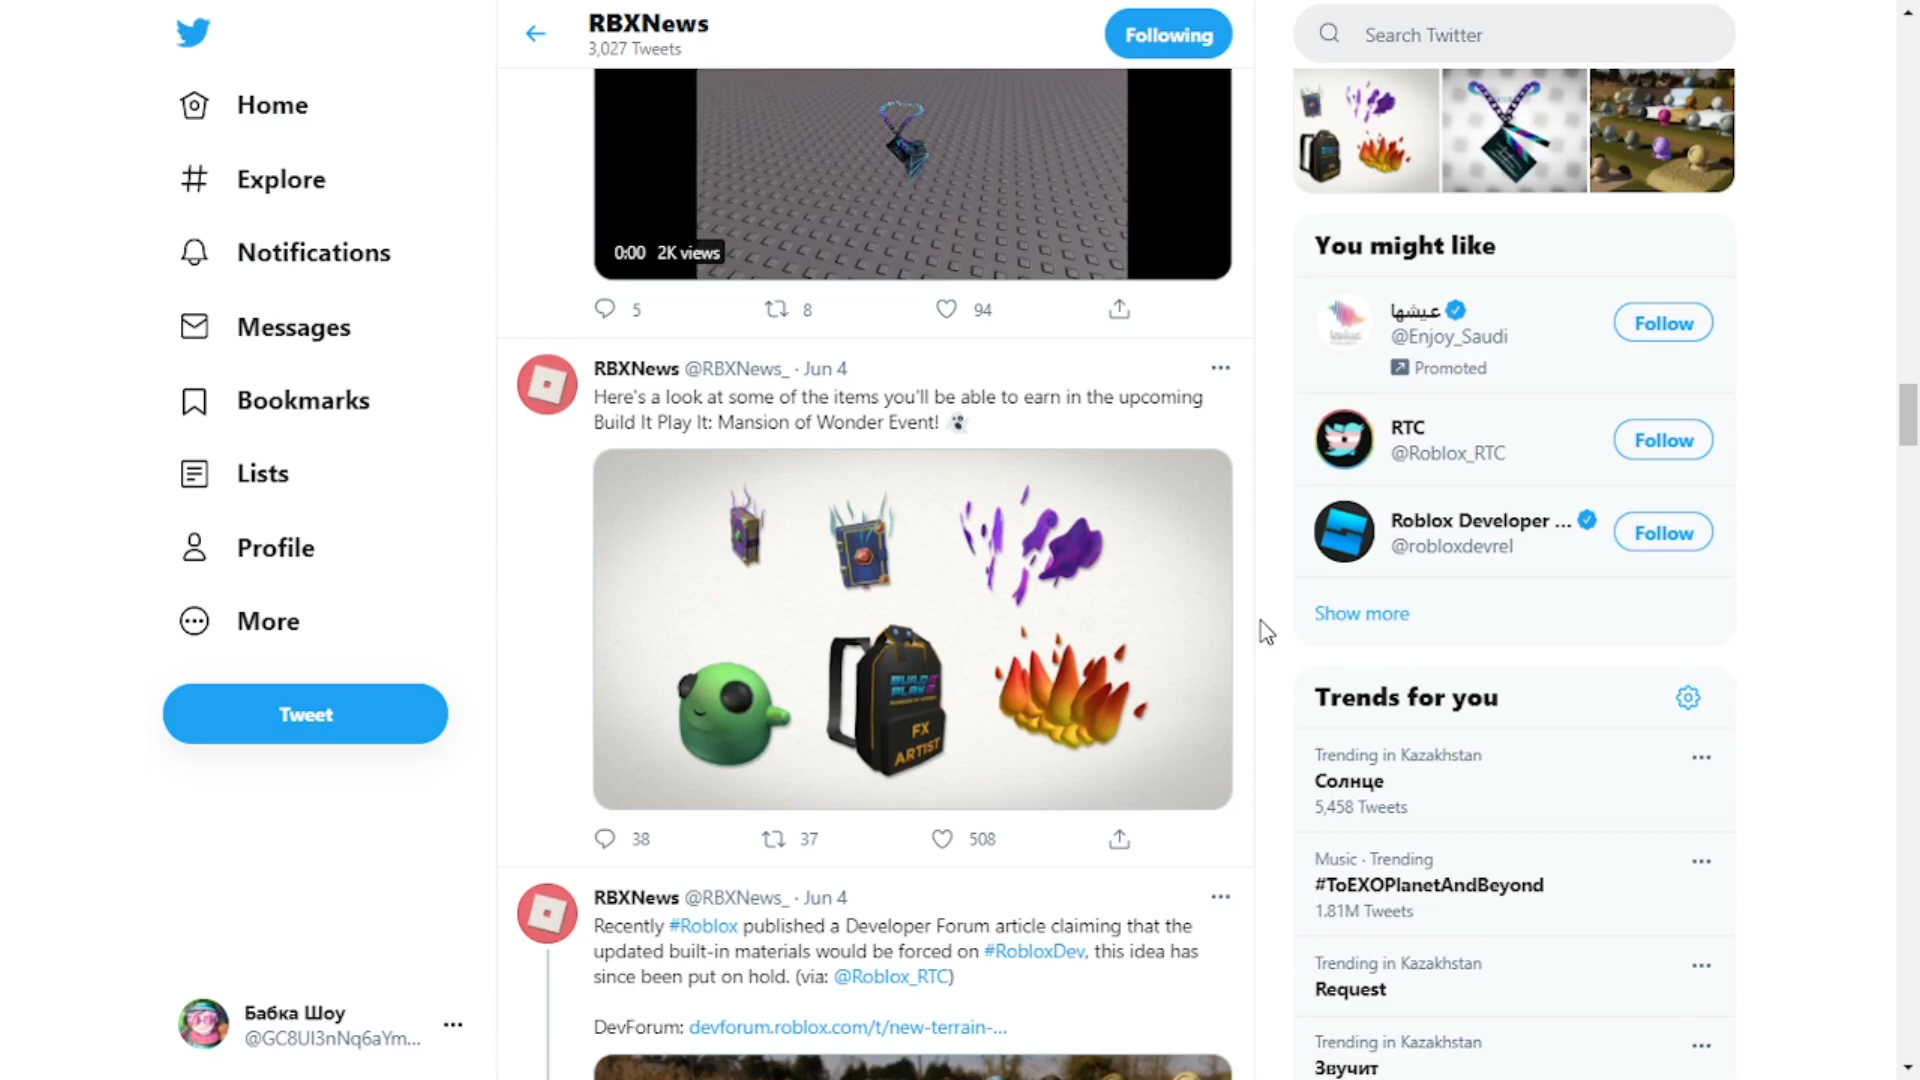 Home
Explore
Notifications
Messages
Bookmarks
Lists
Profile
More
Tweet
Бабка Шоу
@GC8UI3nNq6aYm...
RBXNews
3,027 Tweets
Following
0:00 2K views
5 8 94
RBXNews @RBXNews_ · Jun 4
Here's a look at some of the items you'll be able to earn in the upcoming
Build It Play It: Mansion of Wonder Event!
BUILD IT
PLAY IT
FX
ARTIST
38 37 508
RBXNews @RBXNews_ · Jun 4
Recently #Roblox published a Developer Forum article claiming that the
updated built-in materials would be forced on #RobloxDev, this idea has
since been put on hold. (via: @Roblox_RTC)
DevForum: devforum.roblox.com/t/new-terrain-...
Search Twitter
You might like
عيشها
@Enjoy_Saudi
Promoted
Follow
RTC
@Roblox_RTC
Follow
Roblox Developer ...
@robloxdevrel
Follow
Show more
Trends for you
Trending in Kazakhstan
Солнце
5,458 Tweets
Music · Trending
#ToEXOPlanetAndBeyond
1.81M Tweets
Trending in Kazakhstan
Request
Trending in Kazakhstan
Звучит